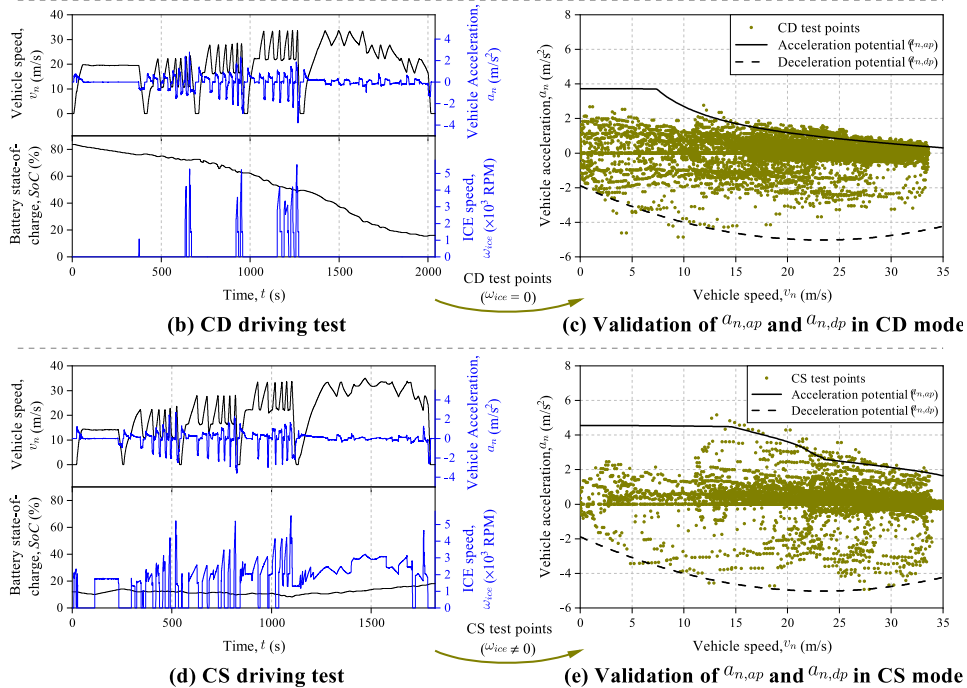 Vehicle speed,
v_n (m/s)
40
30
20
10
0
4
2
0
-2
-4
Vehicle Acceleration,
a_n (m/s²)
Battery state-of-
charge, SoC (%)
80
60
40
20
0
5
4
3
2
1
0
ICE speed,
ω_ice (×10³ RPM)
0 500 1000 1500 2000
Time, t (s)
(b) CD driving test
CD test points
(ω_ice = 0)
Vehicle acceleration, a_n (m/s²)
8
6
4
2
0
-2
-4
-6
CD test points
Acceleration potential (a_n,ap)
Deceleration potential (a_n,dp)
0 5 10 15 20 25 30 35
Vehicle speed, v_n (m/s)
(c) Validation of a_n,ap and a_n,dp in CD mode
Vehicle speed,
v_n (m/s)
40
30
20
10
0
4
2
0
-2
-4
Vehicle Acceleration,
a_n (m/s²)
Battery state-of-
charge, SoC (%)
80
60
40
20
0
5
4
3
2
1
0
ICE speed,
ω_ice (×10³ RPM)
0 500 1000 1500
Time, t (s)
(d) CS driving test
CS test points
(ω_ice ≠ 0)
Vehicle acceleration, a_n (m/s²)
8
6
4
2
0
-2
-4
-6
CS test points
Acceleration potential (a_n,ap)
Deceleration potential (a_n,dp)
0 5 10 15 20 25 30 35
Vehicle speed, v_n (m/s)
(e) Validation of a_n,ap and a_n,dp in CS mode